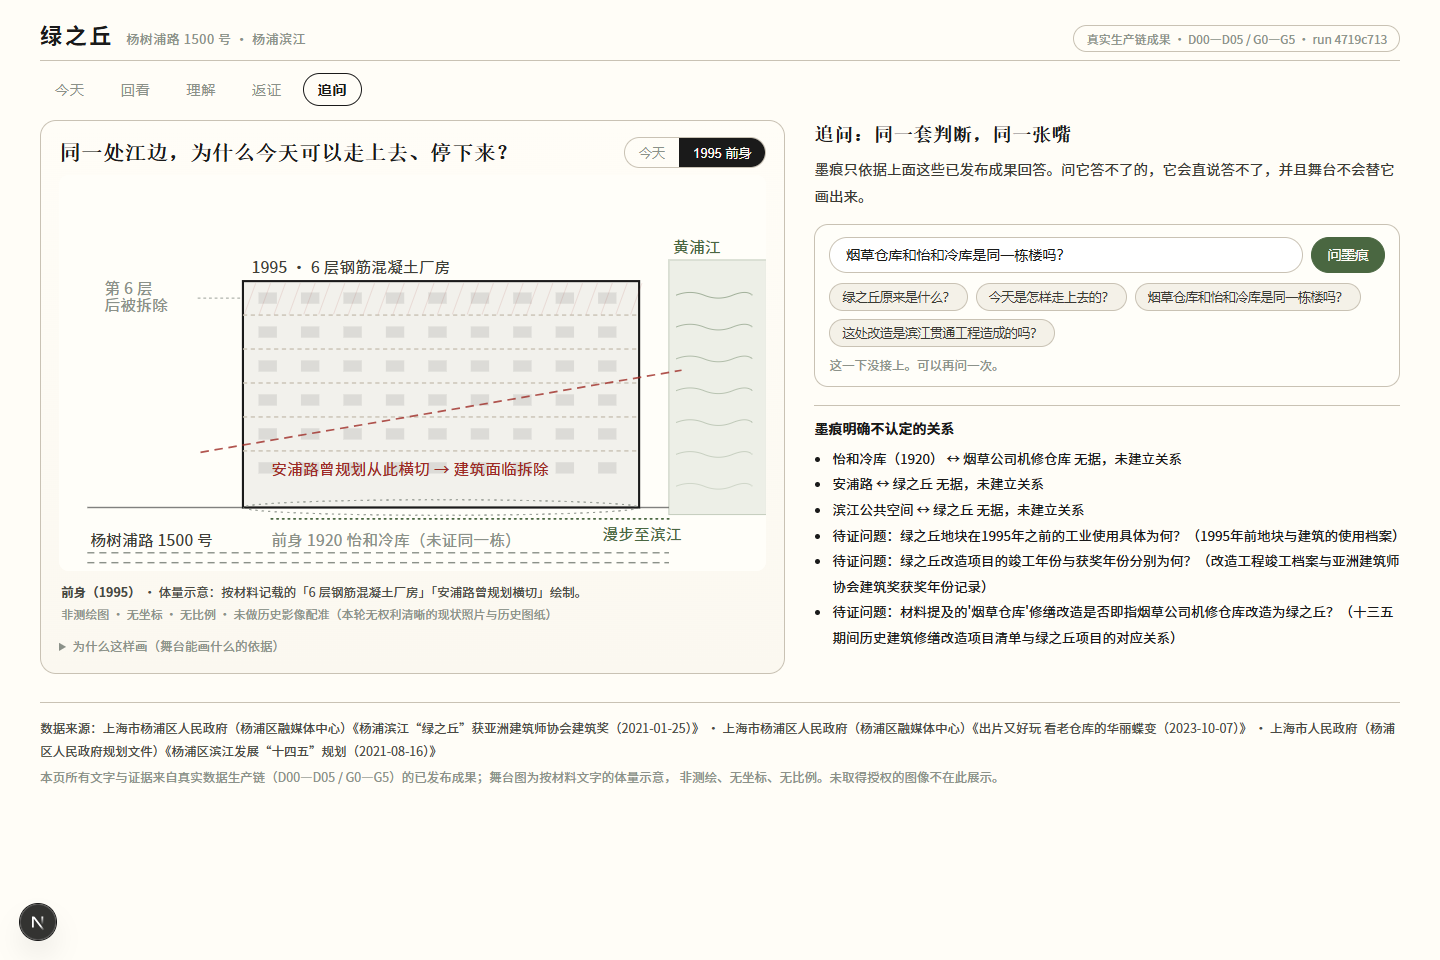 绿之丘 杨树浦路 1500 号 · 杨浦滨江
真实生产链成果 · D00—D05 / G0—G5 · run 4719c713
今天 回看 理解 返证 追问
同一处江边，为什么今天可以走上去、停下来？
今天 1995 前身
黄浦江
1995 · 6 层钢筋混凝土厂房
第 6 层
后被拆除
安浦路曾规划从此横切 → 建筑面临拆除
漫步至滨江
杨树浦路 1500 号
前身 1920 怡和冷库（未证同一栋）
前身（1995） · 体量示意：按材料记载的「6 层钢筋混凝土厂房」「安浦路曾规划横切」绘制。
非测绘图 · 无坐标 · 无比例 · 未做历史影像配准（本轮无权利清晰的现状照片与历史图纸）
▶ 为什么这样画（舞台能画什么的依据）
追问：同一套判断，同一张嘴
墨痕只依据上面这些已发布成果回答。问它答不了的，它会直说答不了，并且舞台不会替它
画出来。
烟草仓库和怡和冷库是同一栋楼吗？
问墨痕
绿之丘原来是什么？ 今天是怎样走上去的？ 烟草仓库和怡和冷库是同一栋楼吗？
这处改造是滨江贯通工程造成的吗？
这一下没接上。可以再问一次。
墨痕明确不认定的关系
• 怡和冷库（1920） ↔ 烟草公司机修仓库 无据，未建立关系
• 安浦路 ↔ 绿之丘 无据，未建立关系
• 滨江公共空间 ↔ 绿之丘 无据，未建立关系
• 待证问题：绿之丘地块在1995年之前的工业使用具体为何？（1995年前地块与建筑的使用档案）
• 待证问题：绿之丘改造的竣工年份与获奖年份分别为何？（改造工程竣工档案与亚洲建筑师
协会建筑奖获奖年份记录）
• 待证问题：材料提及的'烟草仓库'修缮改造是否即指烟草公司机修仓库改造为绿之丘？（十三五
期间历史建筑修缮改造项目清单与绿之丘项目的对应关系）
数据来源：上海市杨浦区人民政府（杨浦区融媒体中心）《杨浦滨江“绿之丘”获亚洲建筑师协会建筑奖（2021-01-25）》 · 上海市杨浦区人民政府（杨浦区融媒体中心）《出片又好玩 看老仓库的华丽蝶变（2023-10-07）》 · 上海市人民政府（杨浦
区人民政府规划文件）《杨浦区滨江发展“十四五”规划（2021-08-16）》
本页所有文字与证据来自真实数据生产链（D00—D05 / G0—G5）的已发布成果；舞台图为按材料文字的体量示意， 非测绘、无坐标、无比例。未取得授权的图像不在此展示。
N